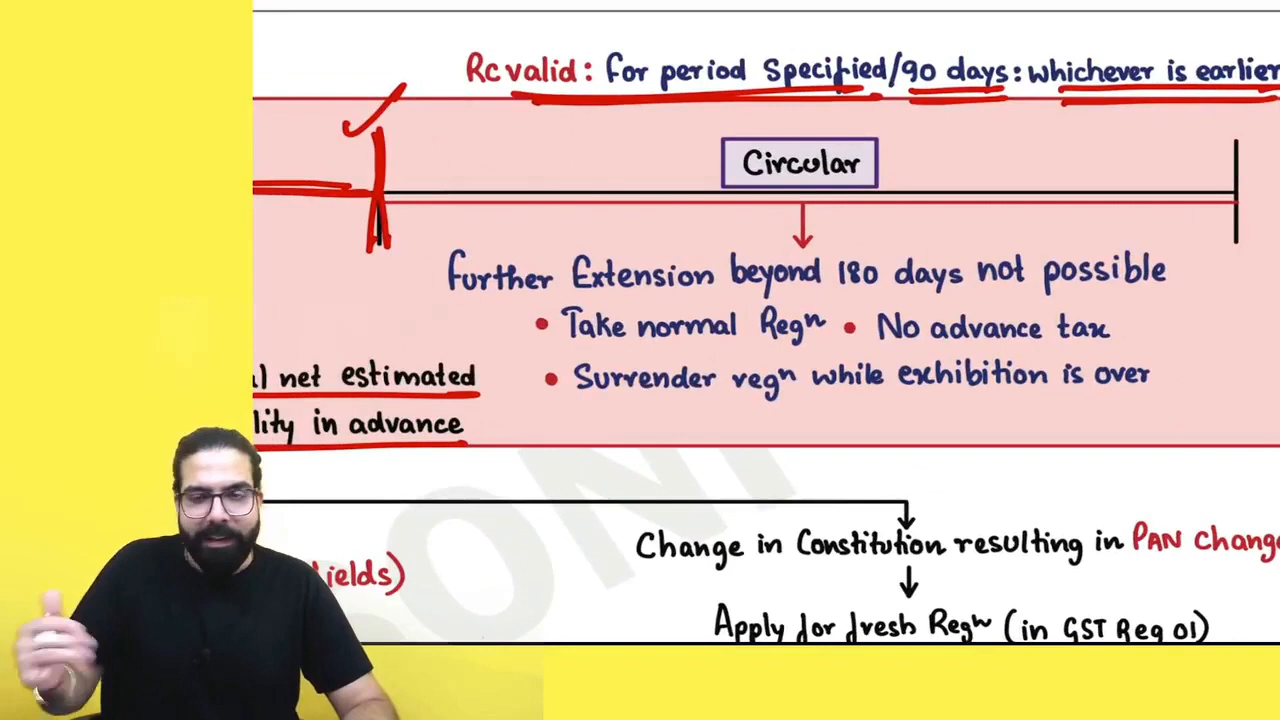 Rc valid: for period Specified/90 days: whichever is earlier
Circular
further Extension beyond 180 days not possible
• Take normal Regⁿ • No advance tax
• Surrender regⁿ while exhibition is over
net estimated
lity in advance
Change in Constitution resulting in PAN Change
ields)
Apply for fresh Regⁿ (in GST Reg 01)
SONI